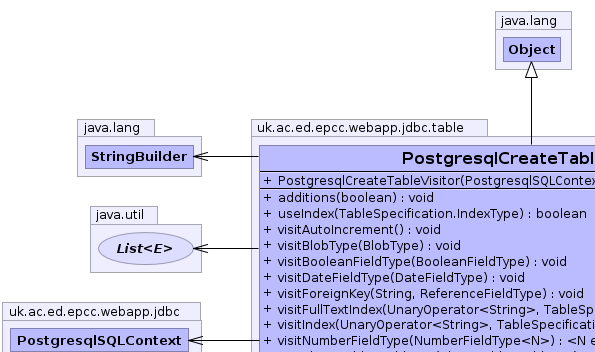 java.lang
Object
java.lang
StringBuilder
uk.ac.ed.epcc.webapp.jdbc.table
PostgresqlCreateTabl
+ PostgresqlCreateTableVisitor(PostgresqlSQLContex
+ additions(boolean) : void
+ useIndex(TableSpecification.IndexType) : boolean
+ visitAutoIncrement() : void
+ visitBlobType(BlobType) : void
+ visitBooleanFieldType(BooleanFieldType) : void
+ visitDateFieldType(DateFieldType) : void
+ visitForeignKey(String, ReferenceFieldType) : void
+ visitFullTextIndex(UnaryOperator<String>, TableSp
+ visitIndex(UnaryOperator<String>, TableSpecificati
+ visitNumberFieldType(NumberFieldType<N>) : <N e
java.util
List<E>
uk.ac.ed.epcc.webapp.jdbc
PostgresqlSQLContext